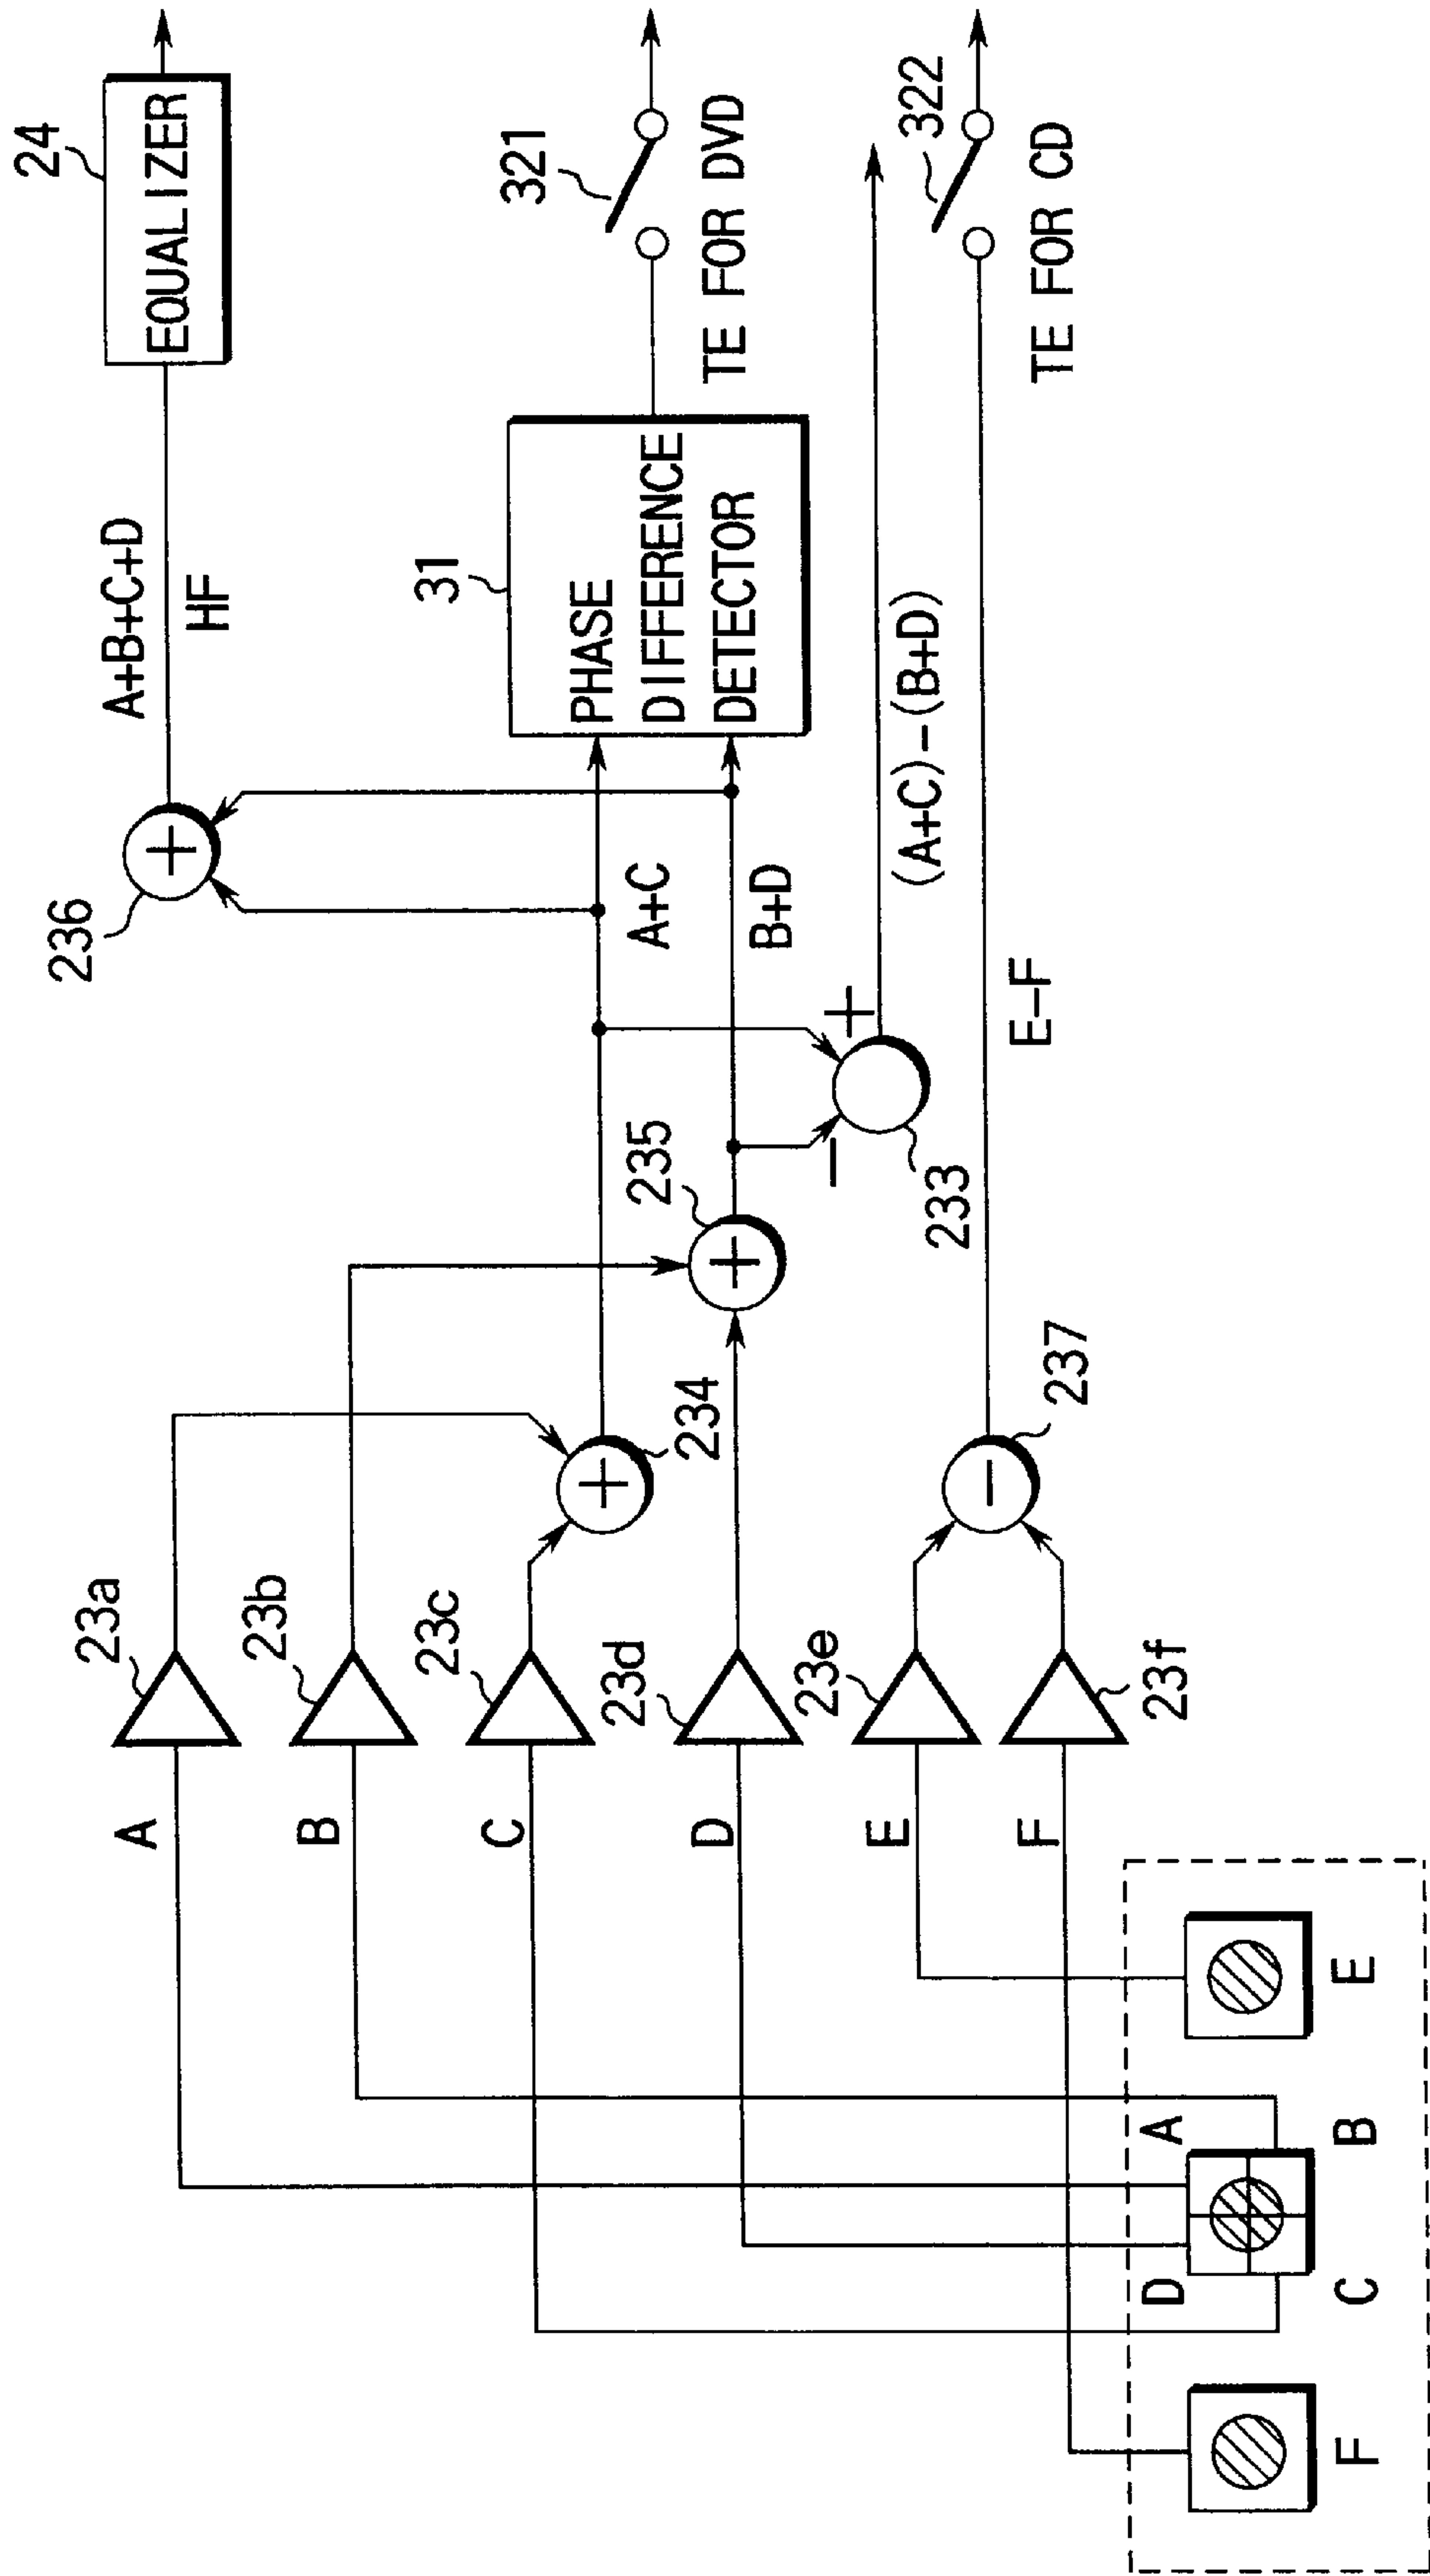 24
EQUALIZER
A+B+C+D
HF
236
31
PHASE
DIFFERENCE
DETECTOR
321
TE FOR DVD
A+C
B+D
+
−
233
(A+C)−(B+D)
322
TE FOR CD
E−F
+
+
235
+
234
−
237
23a
23b
23c
23d
23e
23f
A
B
C
D
E
F
F
D
A
C
B
E